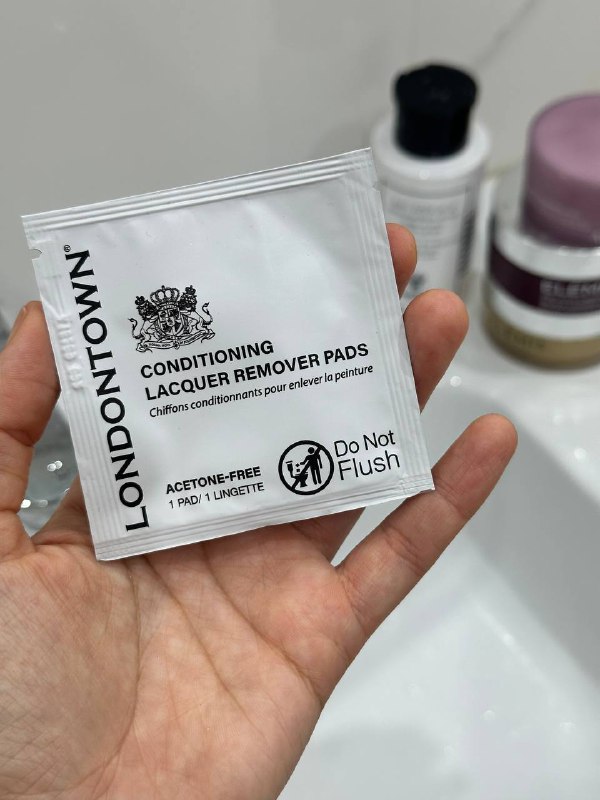 LONDONTOWN®
CONDITIONING
LACQUER REMOVER PADS
Chiffons conditionnants pour enlever la peinture
ACETONE-FREE
1 PAD/ 1 LINGETTE
Do Not
Flush
ELEM